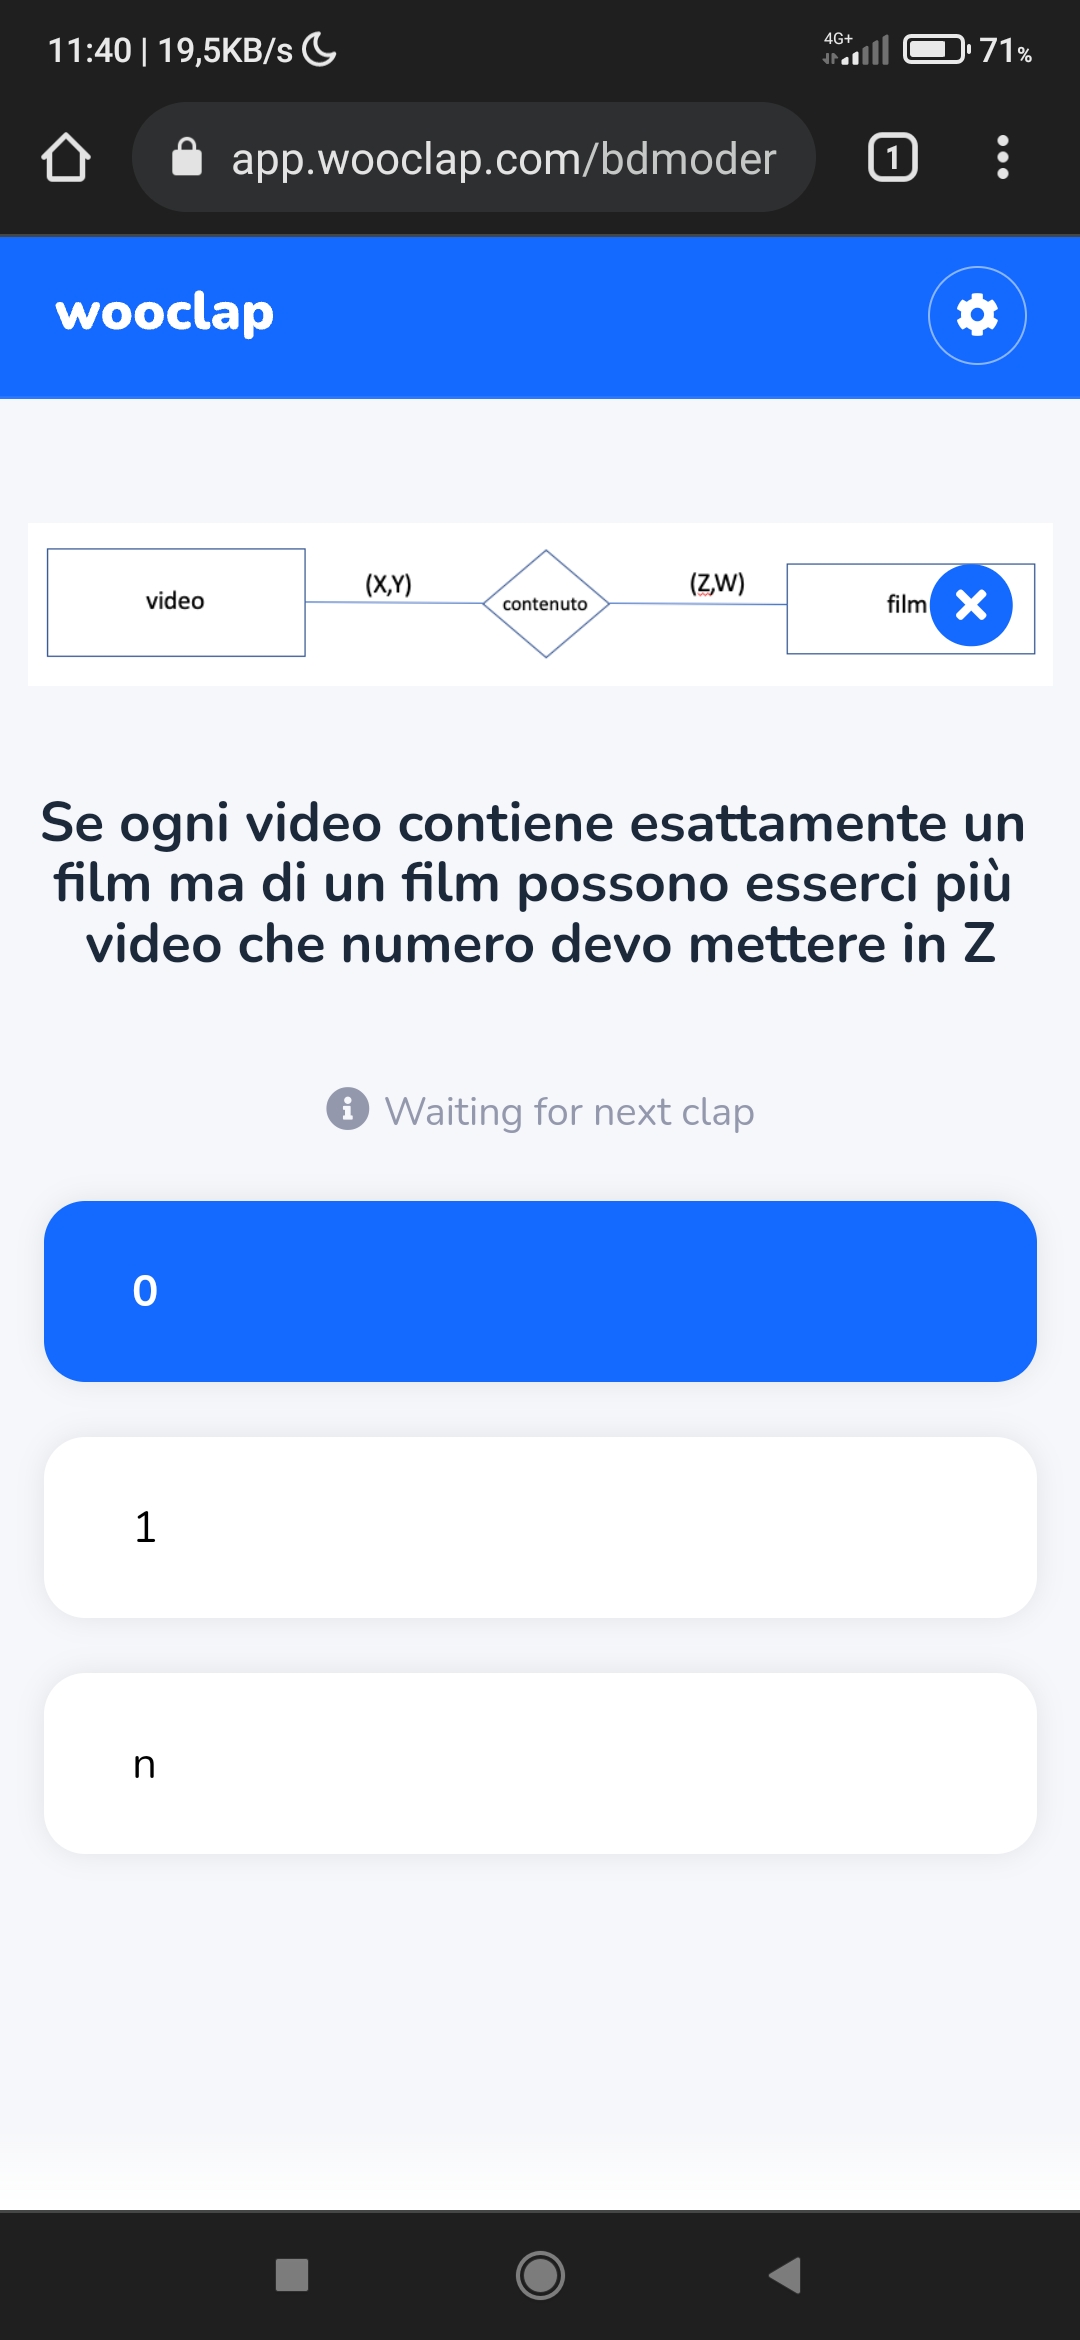 11:40 | 19,5KB/s 4G+ 71%
app.wooclap.com/bdmoder 1
wooclap
video (X,Y) contenuto (Z,W) film
Se ogni video contiene esattamente un
film ma di un film possono esserci più
video che numero devo mettere in Z
Waiting for next clap
0
1
n